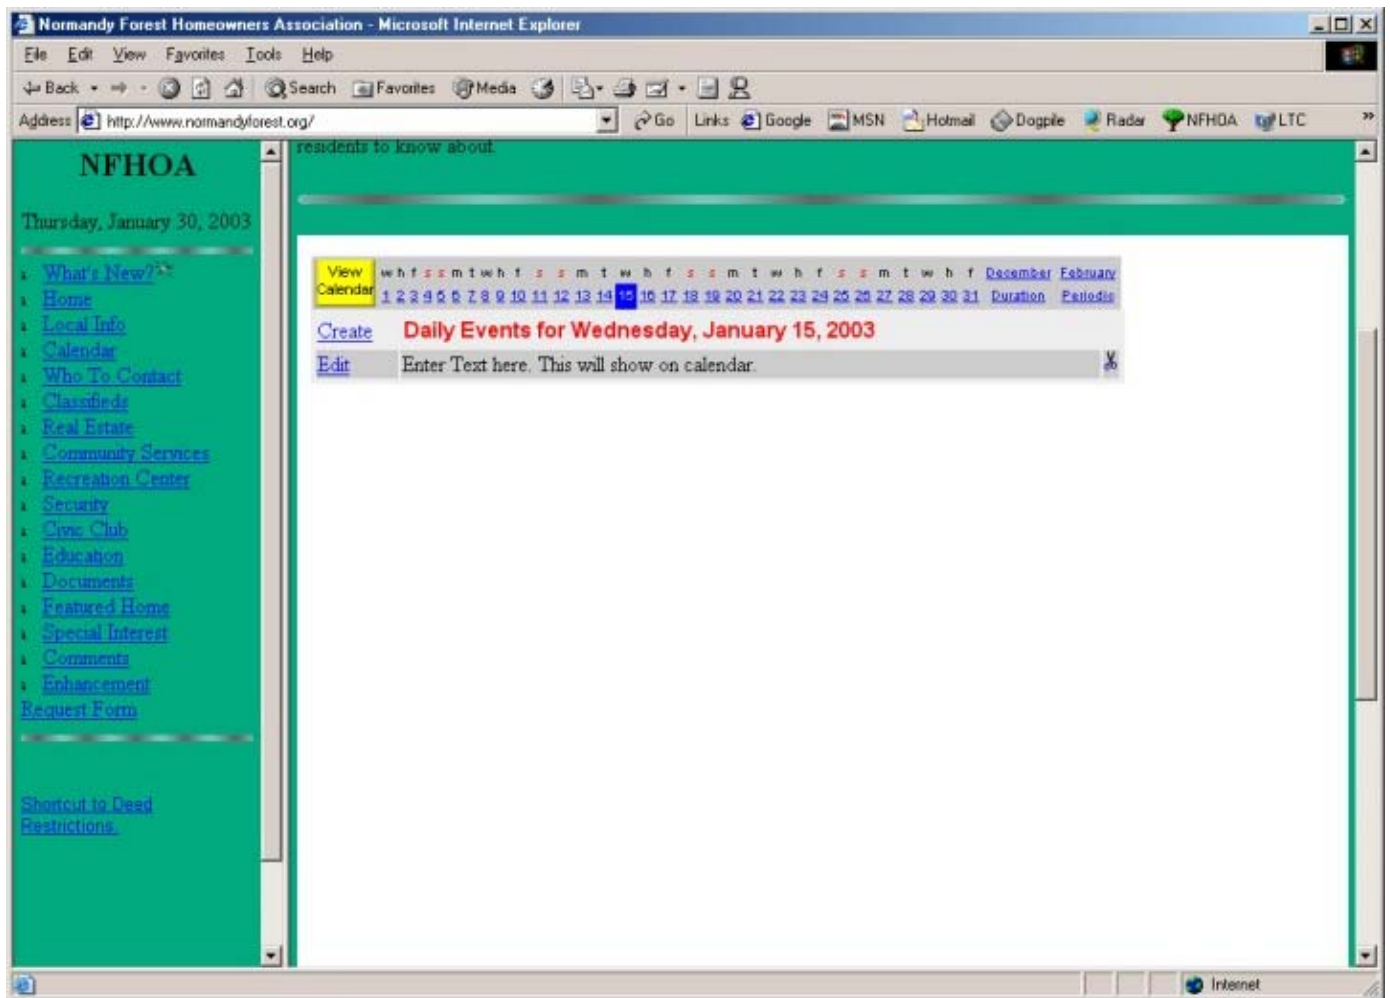 Normandy Forest Homeowners Association - Microsoft Internet Explorer
File Edit View Favorites Tools Help
Back Search Favorites Media
Address http://www.normandyforest.org/ Go Links Google MSN Hotmail Dogpile Radar NFHOA LTC »
NFHOA
Thursday, January 30, 2003
What's New?
Home
Local Info
Calendar
Who To Contact
Classifieds
Real Estate
Community Services
Recreation Center
Security
Civic Club
Education
Documents
Featured Home
Special Interest
Comments
Enhancement
Request Form
Shortcut to Deed
Restrictions.
residents to know about.
View
Calendar
w h f s s m t w h f s s m t w h f s s m t w h f s s m t w h f December February
1 2 3 4 5 6 7 8 9 10 11 12 13 14 15 16 17 18 19 20 21 22 23 24 25 26 27 28 29 30 31 Duration Periodic
Create Daily Events for Wednesday, January 15, 2003
Edit Enter Text here. This will show on calendar.
Internet